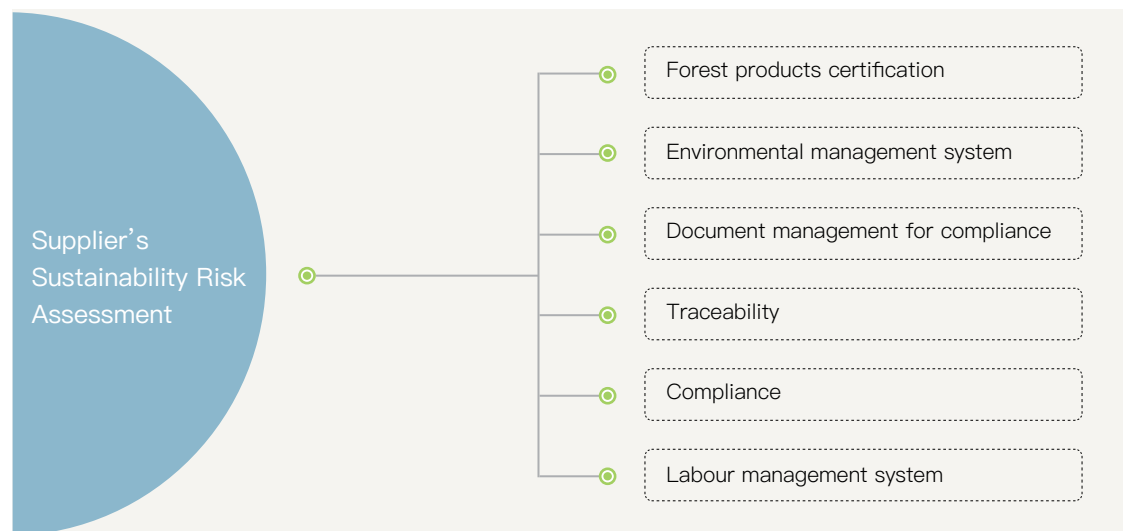 Supplier’s
Sustainability Risk
Assessment
Forest products certification
Environmental management system
Document management for compliance
Traceability
Compliance
Labour management system